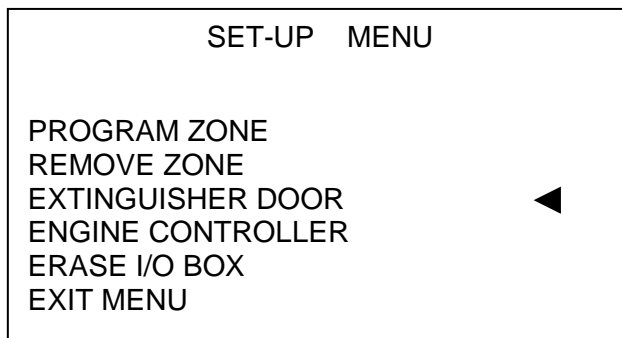 SET-UP MENU
PROGRAM ZONE
REMOVE ZONE
EXTINGUISHER DOOR
ENGINE CONTROLLER
ERASE I/O BOX
EXIT MENU